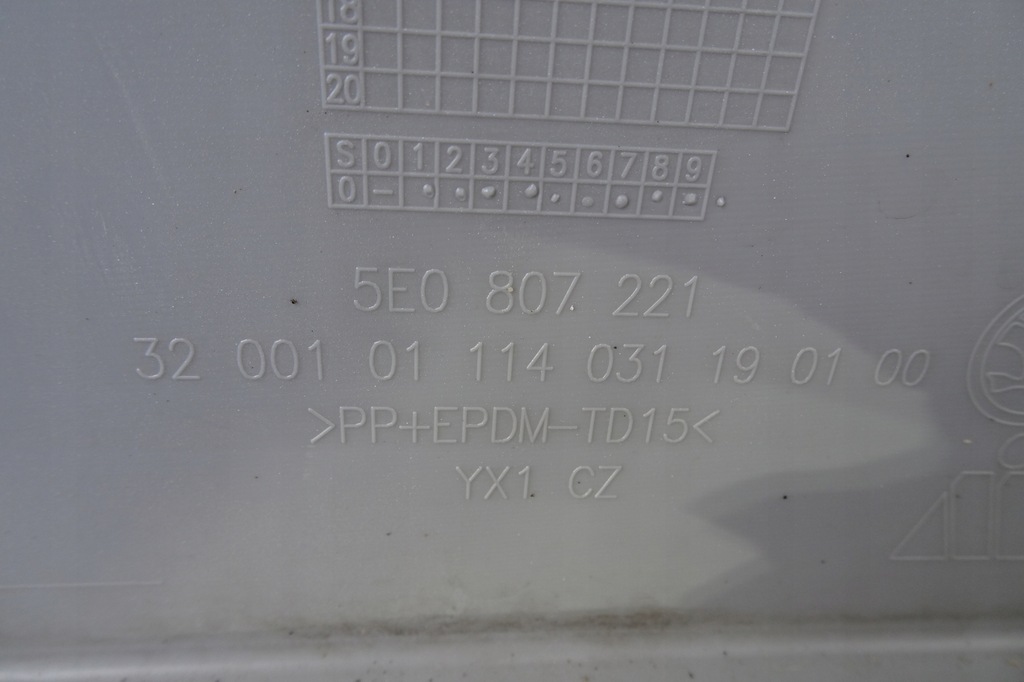 18
19
20
S 0 1 2 3 4 5 6 7 8 9
0 –
5E0 807 221
32 001 01 114 031 19 01 00
>PP+EPDM-TD15<
YX1 CZ